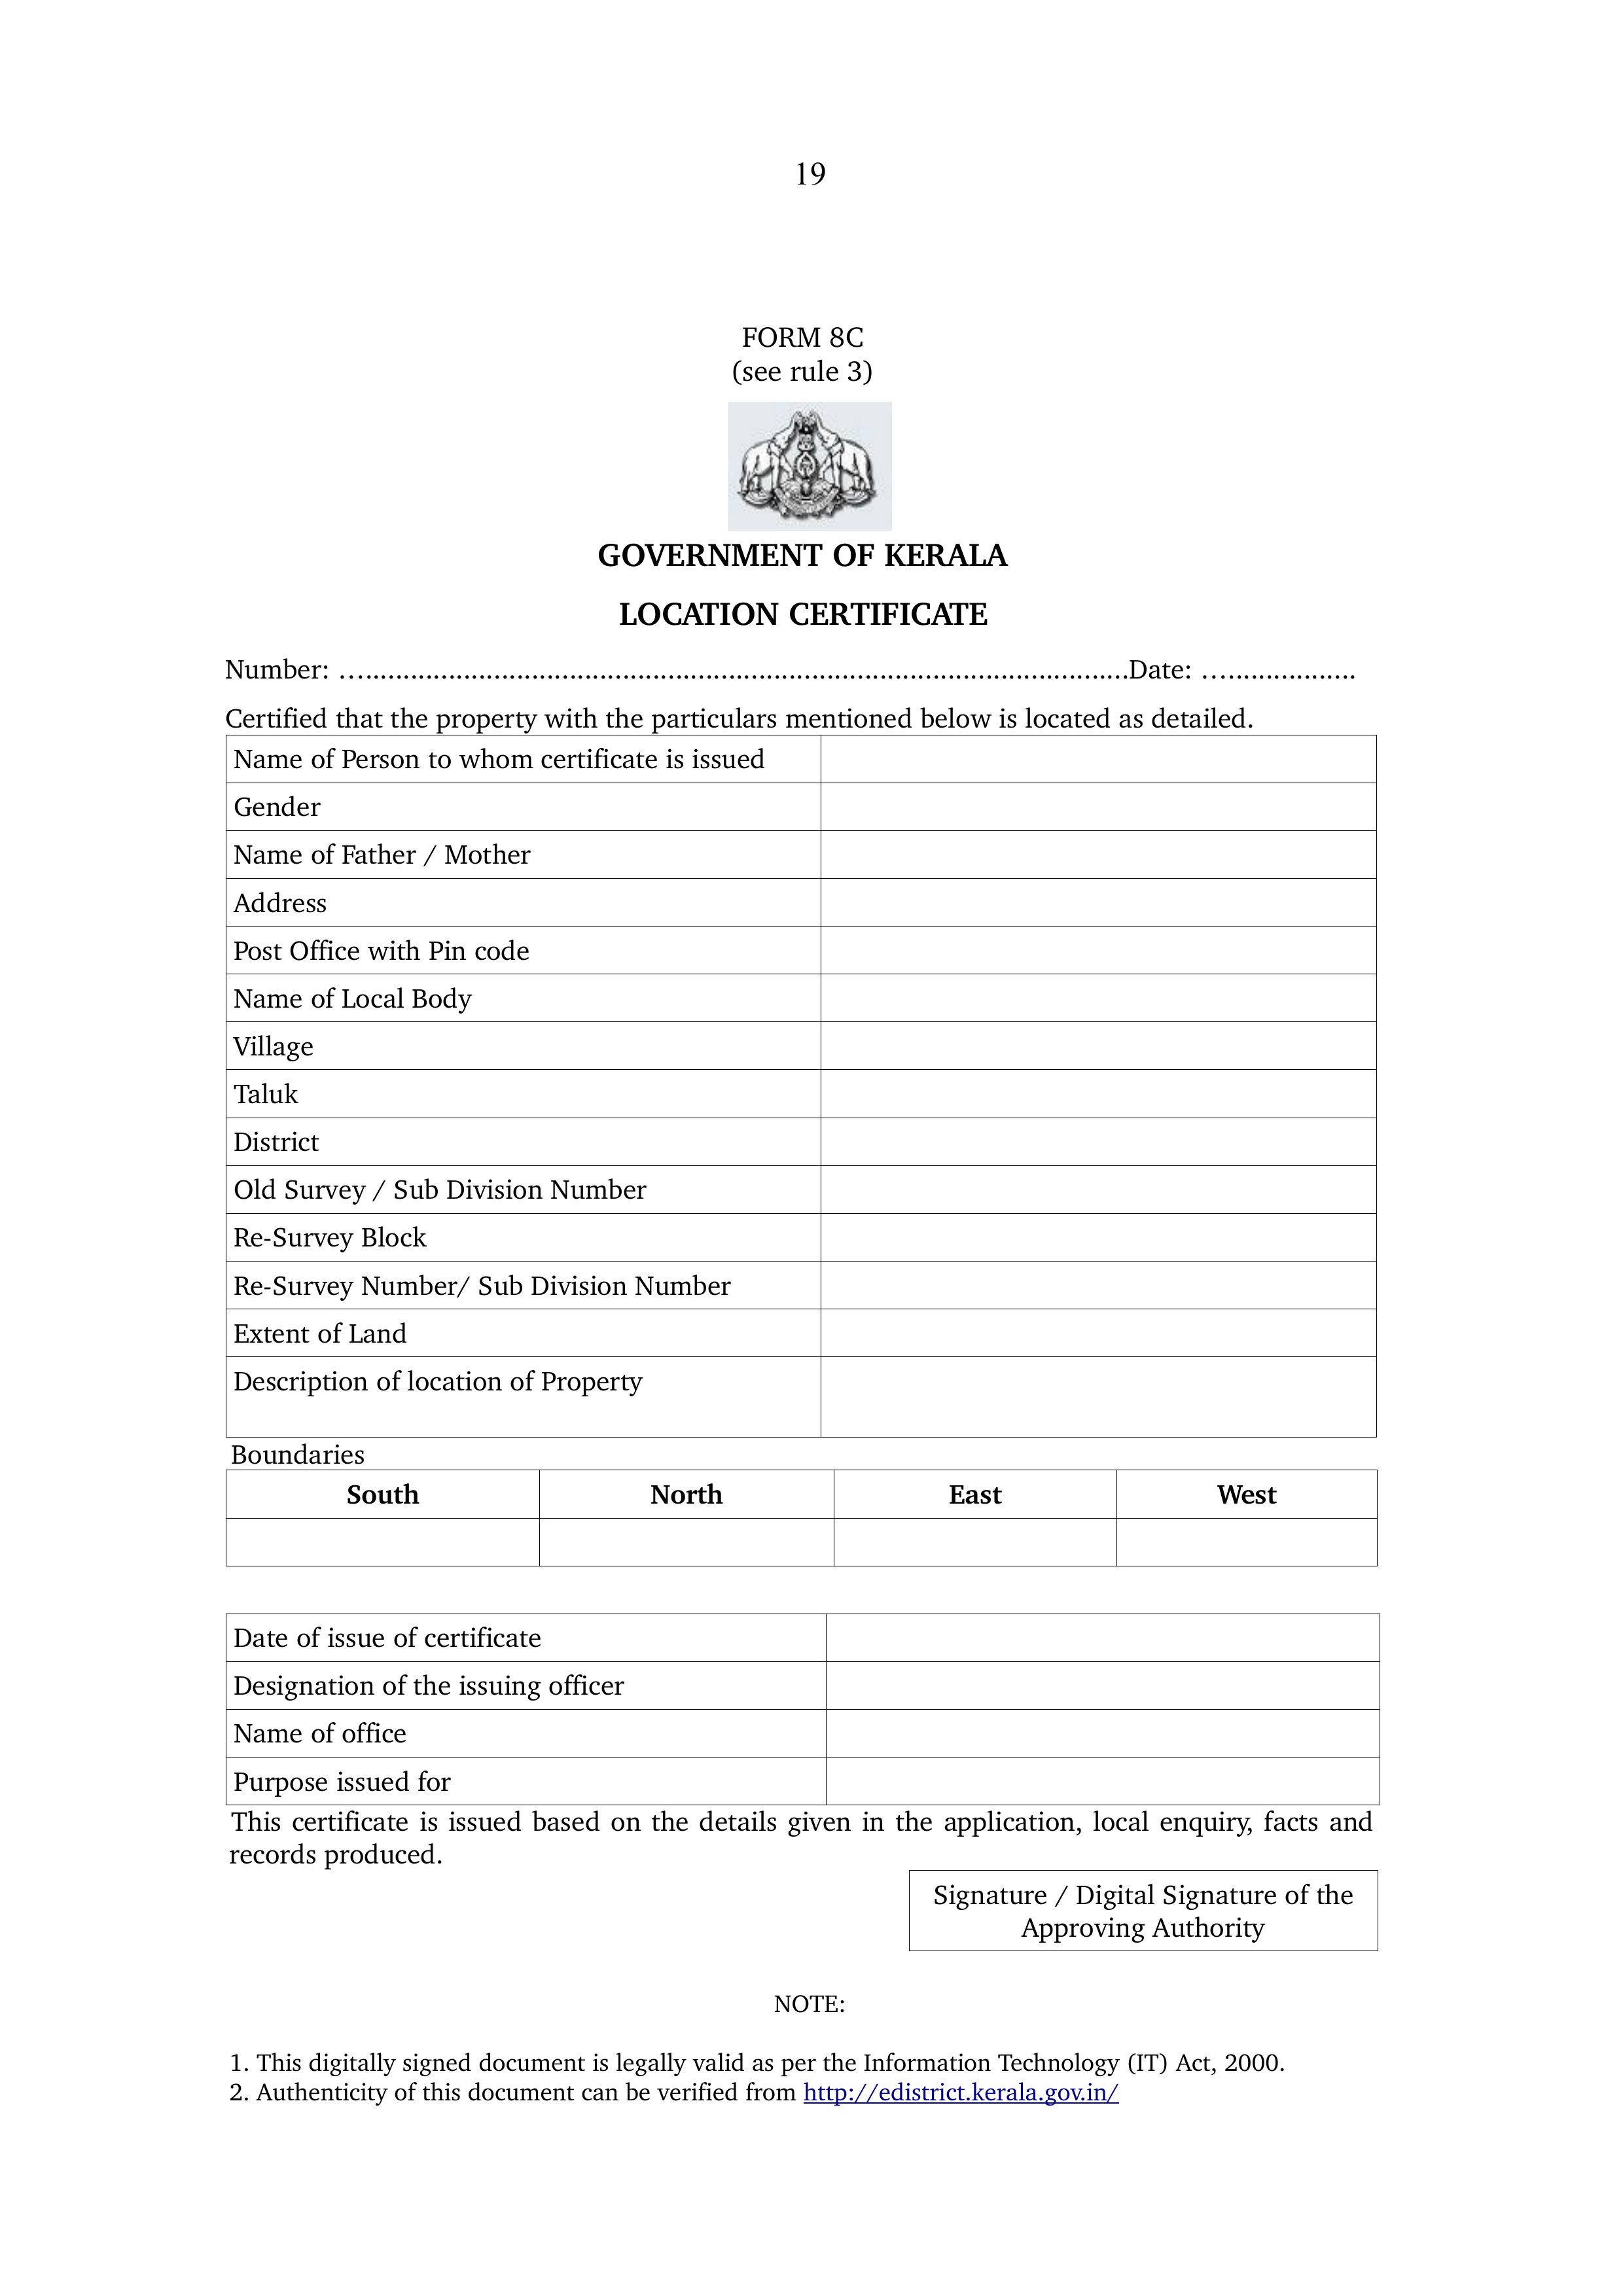 19
FORM 8C
(see rule 3)
GOVERNMENT OF KERALA
LOCATION CERTIFICATE
Number: ….....................................................................................................Date: ….................
Certified that the property with the particulars mentioned below is located as detailed.
Name of Person to whom certificate is issued
Gender
Name of Father / Mother
Address
Post Office with Pin code
Name of Local Body
Village
Taluk
District
Old Survey / Sub Division Number
Re-Survey Block
Re-Survey Number/ Sub Division Number
Extent of Land
Description of location of Property
Boundaries
South North East West
Date of issue of certificate
Designation of the issuing officer
Name of office
Purpose issued for
This certificate is issued based on the details given in the application, local enquiry, facts and
records produced.
Signature / Digital Signature of the
Approving Authority
NOTE:
1. This digitally signed document is legally valid as per the Information Technology (IT) Act, 2000.
2. Authenticity of this document can be verified from http://edistrict.kerala.gov.in/